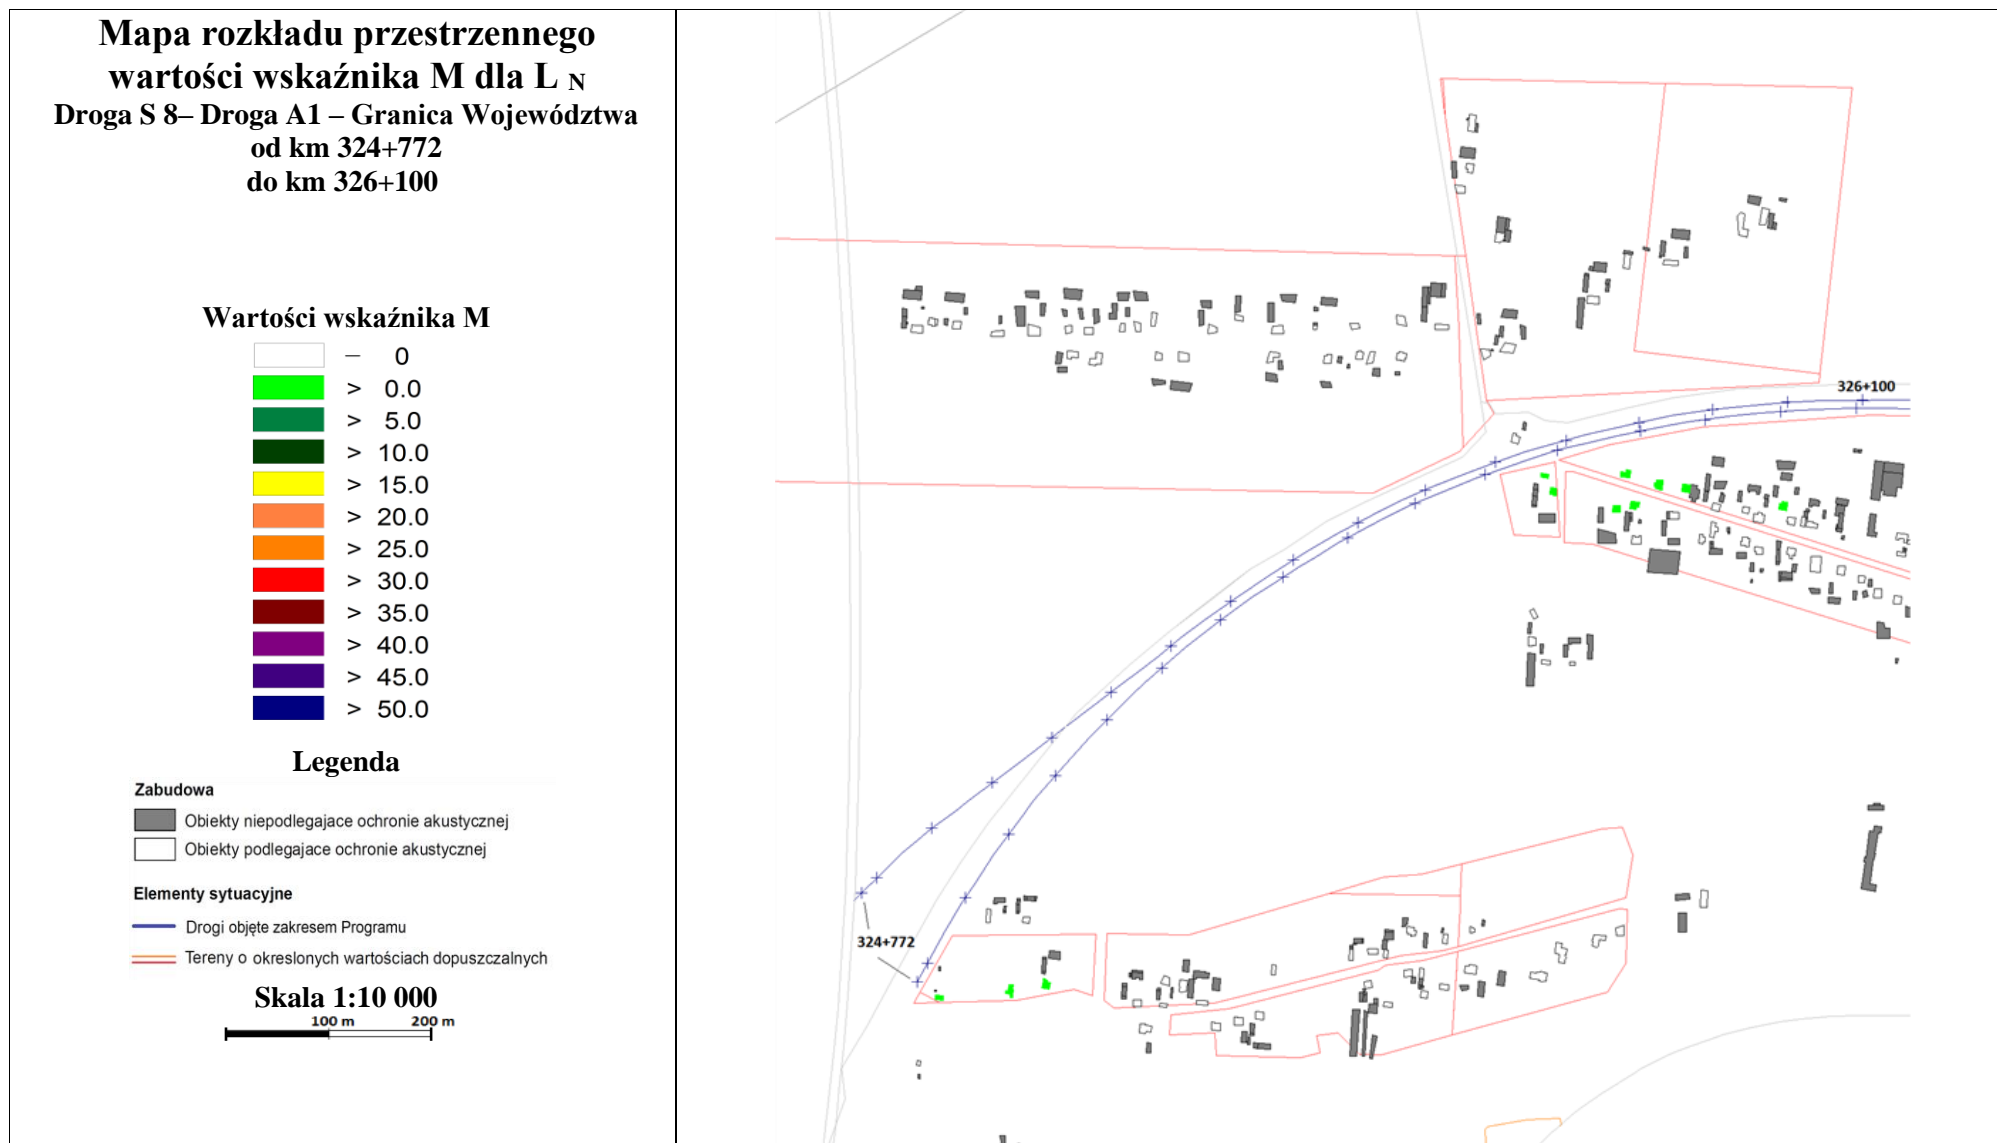 Mapa rozkładu przestrzennego
wartości wskaźnika M dla L N
Droga S 8– Droga A1 – Granica Województwa
od km 324+772
do km 326+100
Wartości wskaźnika M
– 0
> 0.0
> 5.0
> 10.0
> 15.0
> 20.0
> 25.0
> 30.0
> 35.0
> 40.0
> 45.0
> 50.0
Legenda
Zabudowa
Obiekty niepodlegajace ochronie akustycznej
Obiekty podlegajace ochronie akustycznej
Elementy sytuacyjne
Drogi objęte zakresem Programu
Tereny o okreslonych wartościach dopuszczalnych
Skala 1:10 000
100 m 200 m
326+100
324+772